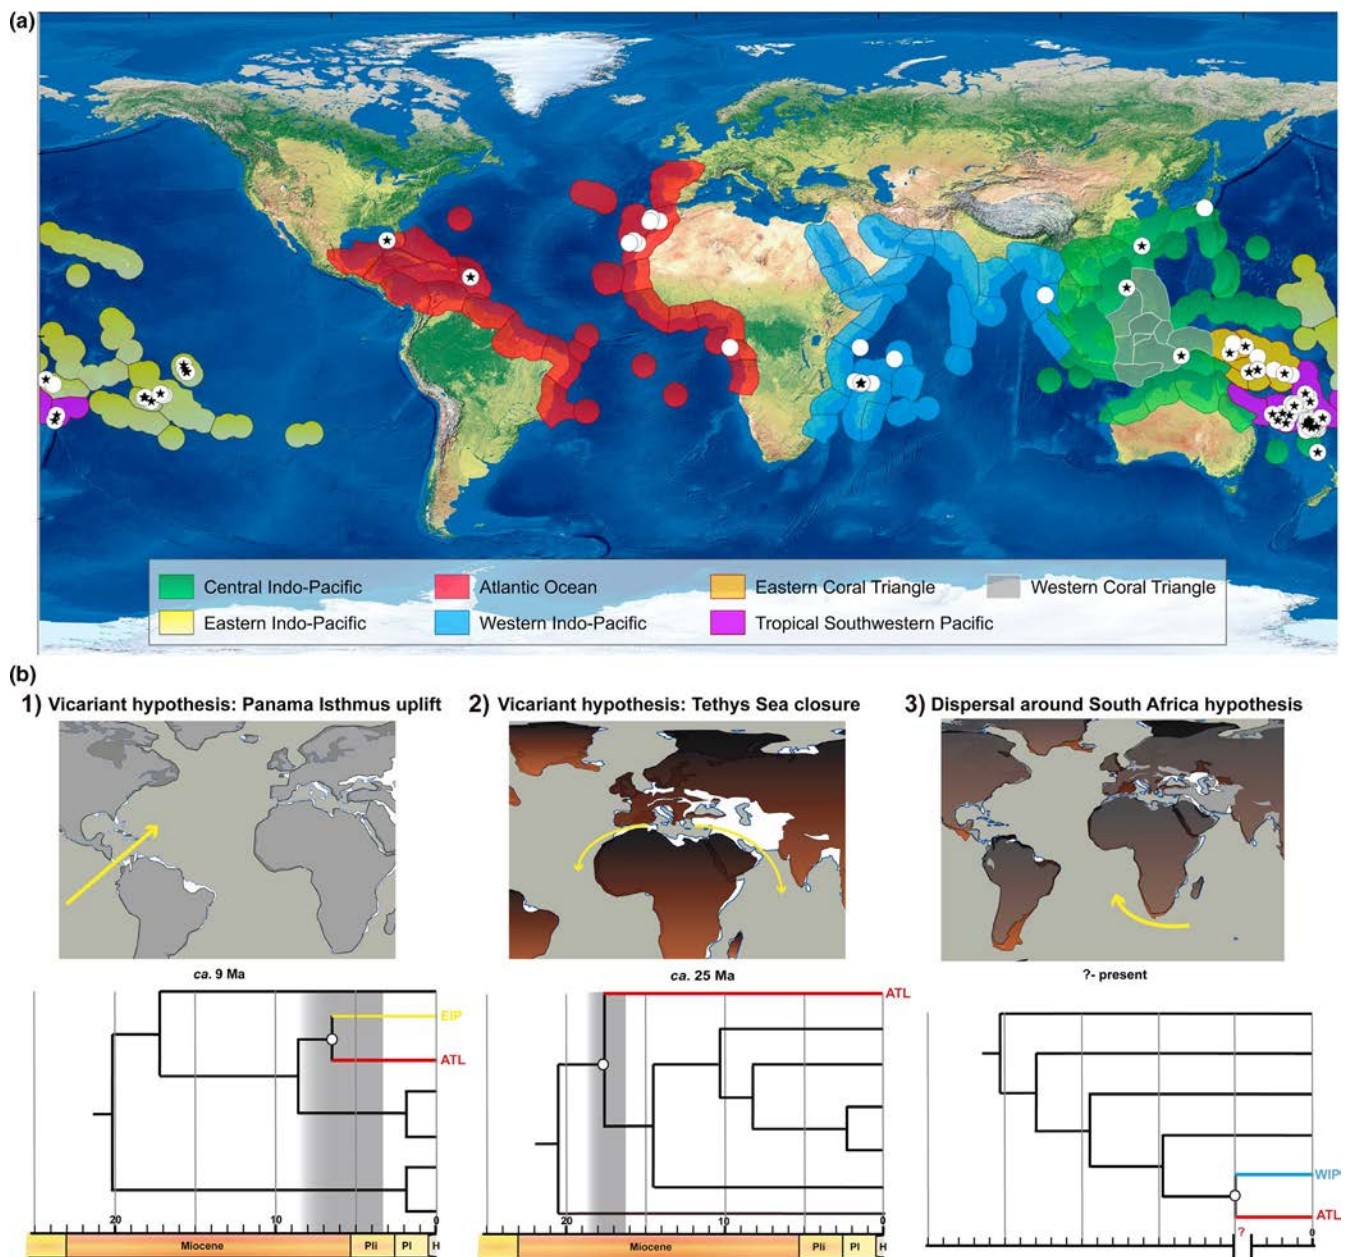 (a)
Central Indo-Pacific
Atlantic Ocean
Eastern Coral Triangle
Western Coral Triangle
Eastern Indo-Pacific
Western Indo-Pacific
Tropical Southwestern Pacific
(b)
1) Vicariant hypothesis: Panama Isthmus uplift
2) Vicariant hypothesis: Tethys Sea closure
3) Dispersal around South Africa hypothesis
ca. 9 Ma
ca. 25 Ma
?- present
EIP
ATL
20
10
0
Miocene
Pli
Pl
H
ATL
20
10
0
Miocene
Pli
Pl
H
WIP
ATL
?
0